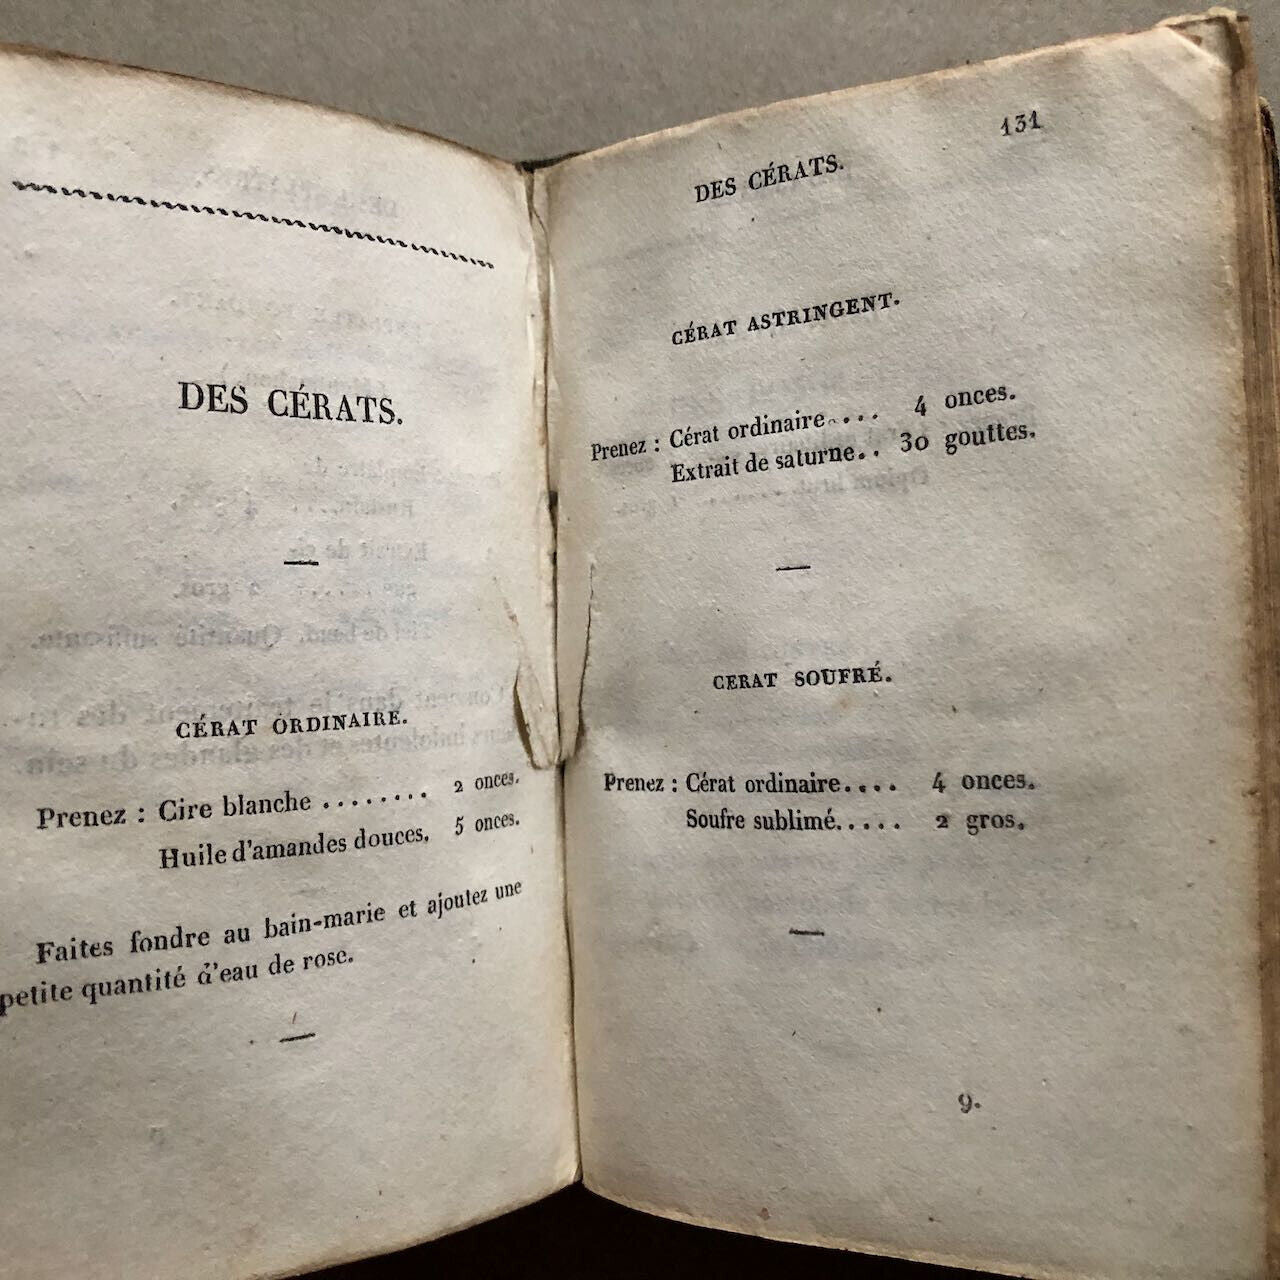 DES CÉRATS.
CÉRAT ORDINAIRE.
Prenez : Cire blanche ........ 2 onces.
Huile d'amandes douces. 5 onces.
Faites fondre au bain-marie et ajoutez une
petite quantité d'eau de rose.
131
DES CÉRATS.
CÉRAT ASTRINGENT.
Prenez : Cérat ordinaire.... 4 onces.
Extrait de saturne.. 30 gouttes.
CERAT SOUFRÉ.
Prenez : Cérat ordinaire.... 4 onces.
Soufre sublimé..... 2 gros.
9.